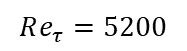 Re_τ = 5200